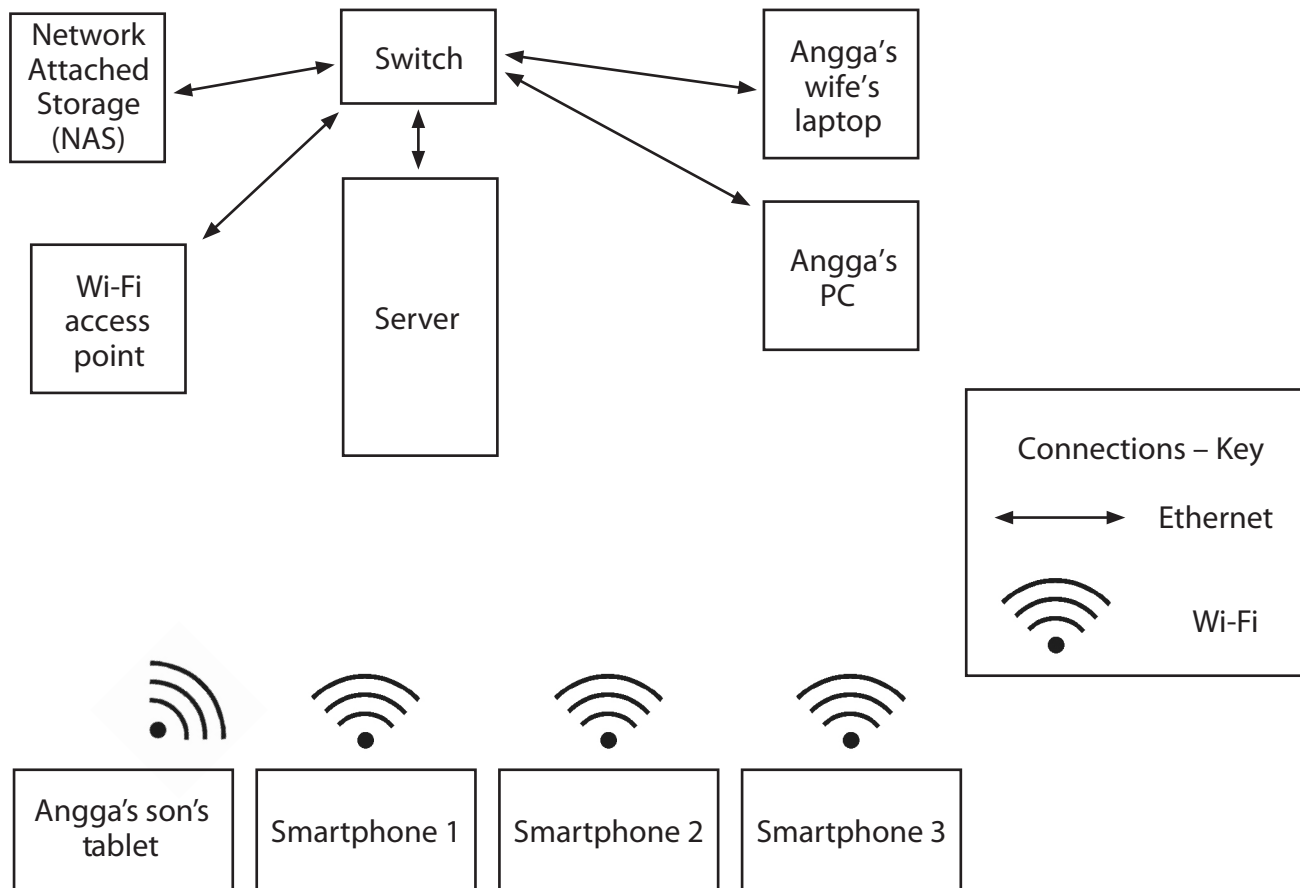 Network
Attached
Storage
(NAS)
Switch
Angga's
wife's
laptop
Wi-Fi
access
point
Server
Angga's
PC
Connections – Key
Ethernet
Wi-Fi
Angga's son's
tablet
Smartphone 1
Smartphone 2
Smartphone 3